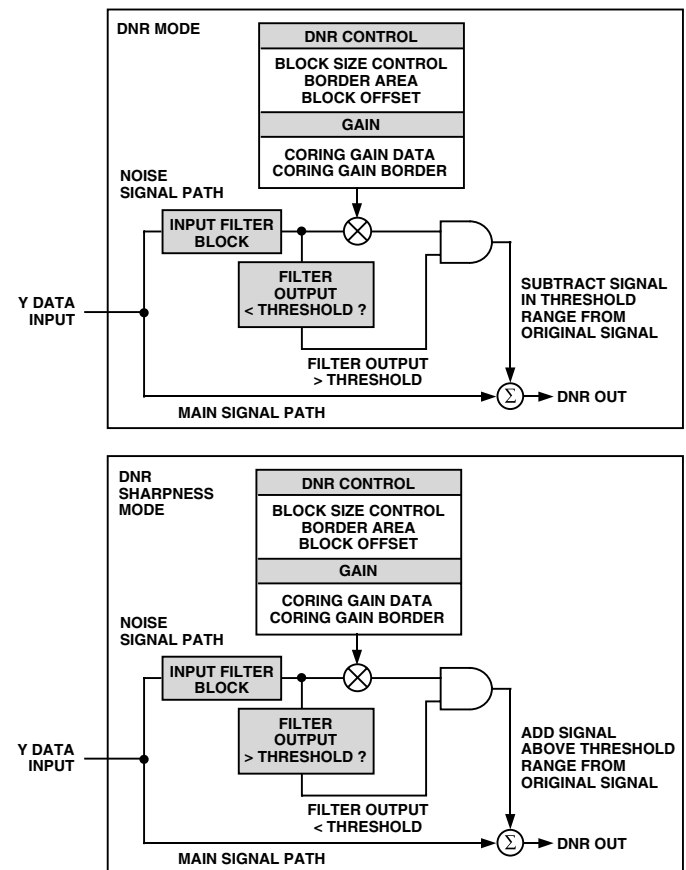 DNR MODE
DNR CONTROL
BLOCK SIZE CONTROL
BORDER AREA
BLOCK OFFSET
GAIN
CORING GAIN DATA
CORING GAIN BORDER
NOISE
SIGNAL PATH
INPUT FILTER
BLOCK
FILTER
OUTPUT
< THRESHOLD ?
Y DATA
INPUT
SUBTRACT SIGNAL
IN THRESHOLD
RANGE FROM
ORIGINAL SIGNAL
FILTER OUTPUT
> THRESHOLD
Σ
DNR OUT
MAIN SIGNAL PATH
DNR
SHARPNESS
MODE
DNR CONTROL
BLOCK SIZE CONTROL
BORDER AREA
BLOCK OFFSET
GAIN
CORING GAIN DATA
CORING GAIN BORDER
NOISE
SIGNAL PATH
INPUT FILTER
BLOCK
FILTER
OUTPUT
> THRESHOLD ?
Y DATA
INPUT
ADD SIGNAL
ABOVE THRESHOLD
RANGE FROM
ORIGINAL SIGNAL
FILTER OUTPUT
< THRESHOLD
Σ
DNR OUT
MAIN SIGNAL PATH